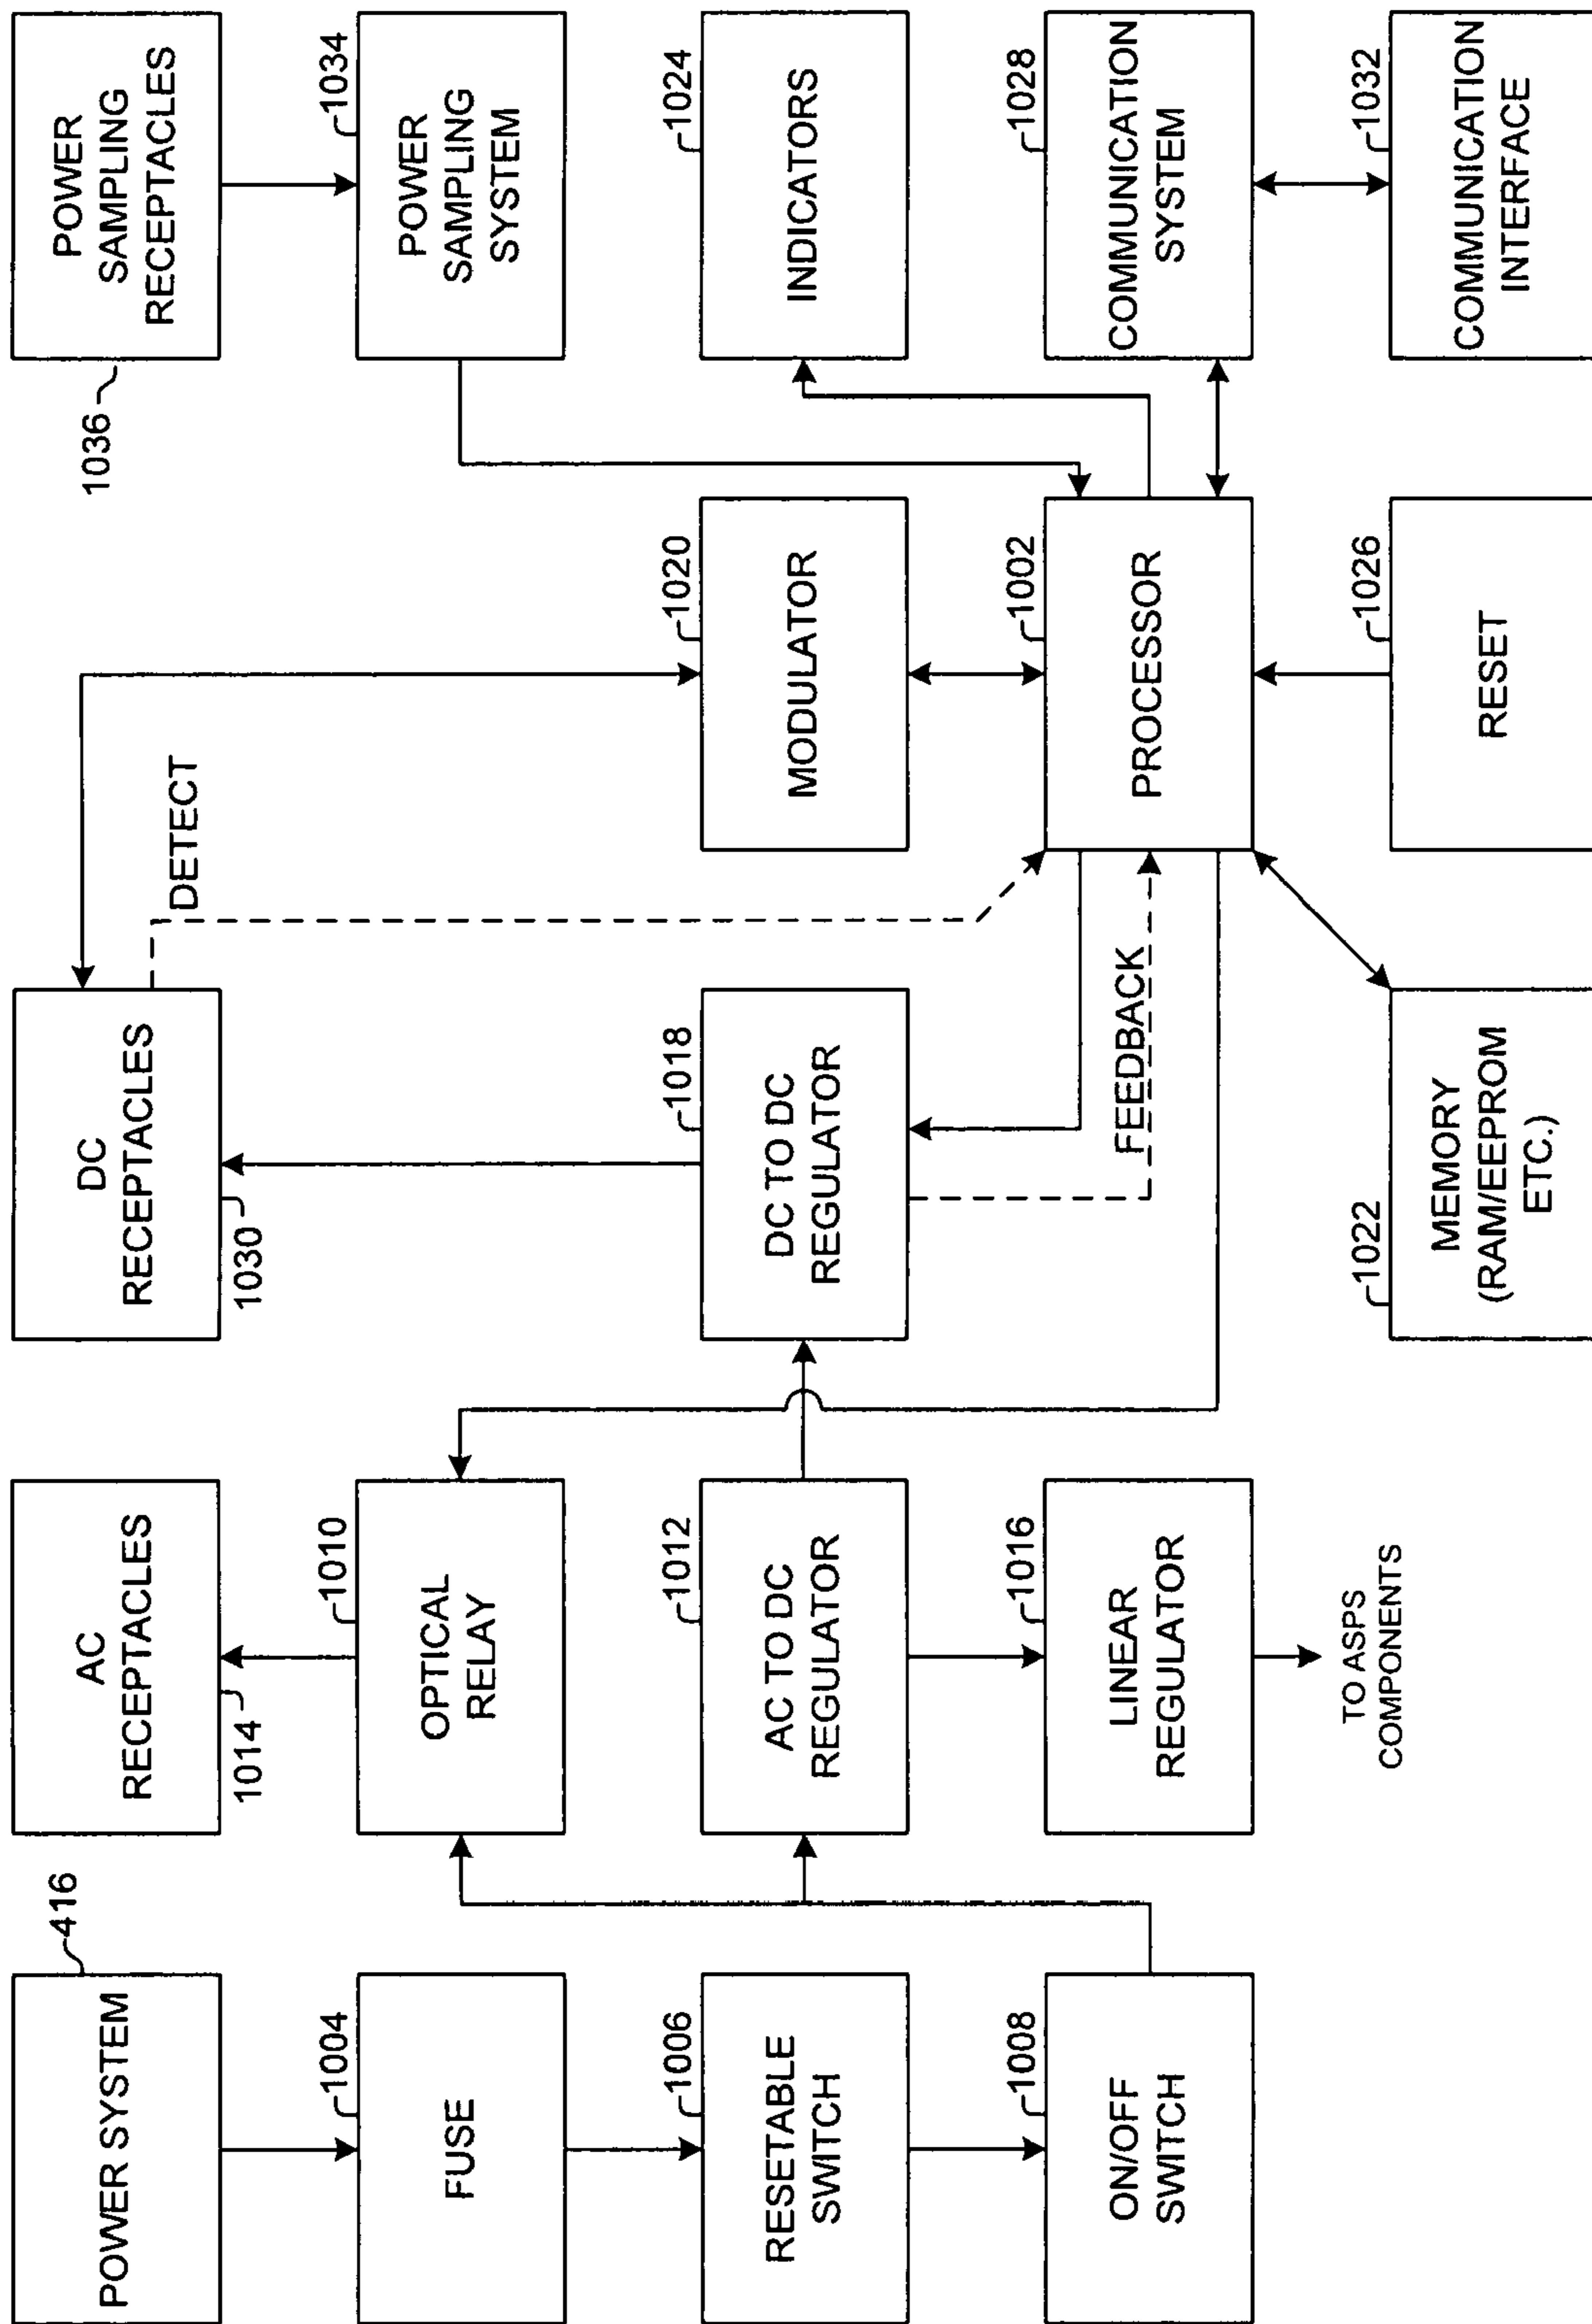 POWER SYSTEM
416
FUSE
1004
RESETABLE
SWITCH
1006
ON/OFF
SWITCH
1008
AC
RECEPTACLES
1014
OPTICAL
RELAY
1010
AC TO DC
REGULATOR
1012
LINEAR
REGULATOR
1016
TO ASPS
COMPONENTS
DC
RECEPTACLES
1030
DETECT
DC TO DC
REGULATOR
1018
FEEDBACK
MEMORY
(RAM/EEPROM
ETC.)
1022
MODULATOR
1020
PROCESSOR
1002
RESET
1026
POWER
SAMPLING
RECEPTACLES
1036
POWER
SAMPLING
SYSTEM
1034
INDICATORS
1024
COMMUNICATION
SYSTEM
1028
COMMUNICATION
INTERFACE
1032